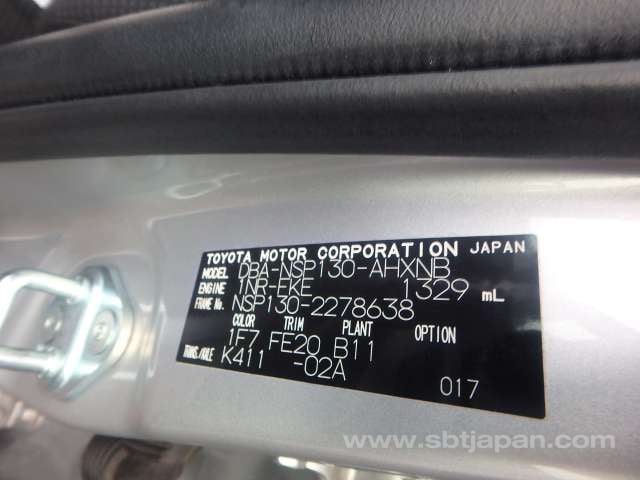 TOYOTA MOTOR CORPORATION JAPAN
MODEL DBA-NSP130-AHXNB
ENGINE 1NR-FKE 1329 mL
FRAME No. NSP130-2278638
COLOR TRIM PLANT OPTION
1F7 FE20 B11
TRANS./AXLE K411 -02A
017
www.sbtjapan.com